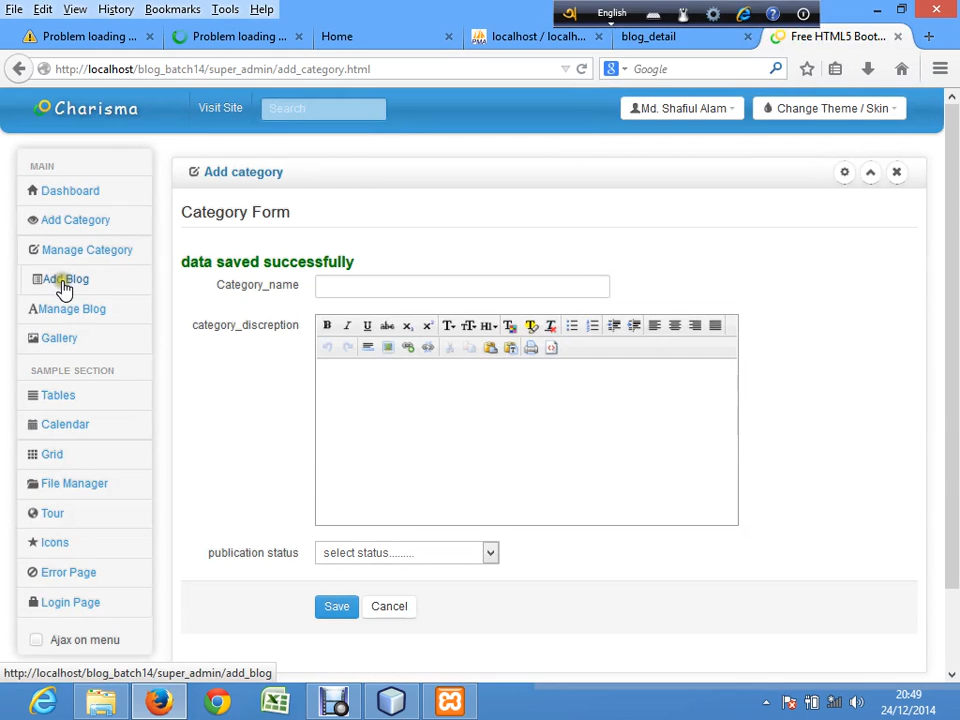 File Edit View History Bookmarks Tools Help
English
Problem loading ...
Problem loading ...
Home
localhost / localh...
blog_detail
Free HTML5 Boot...
http://localhost/blog_batch14/super_admin/add_category.html
Google
Charisma
Visit Site
Search
Md. Shafiul Alam
Change Theme / Skin
MAIN
Dashboard
Add Category
Manage Category
Add Blog
Manage Blog
Gallery
SAMPLE SECTION
Tables
Calendar
Grid
File Manager
Tour
Icons
Error Page
Login Page
Ajax on menu
Add category
Category Form
data saved successfully
Category_name
category_discreption
publication status
select status.........
Save
Cancel
http://localhost/blog_batch14/super_admin/add_blog
20:49
24/12/2014